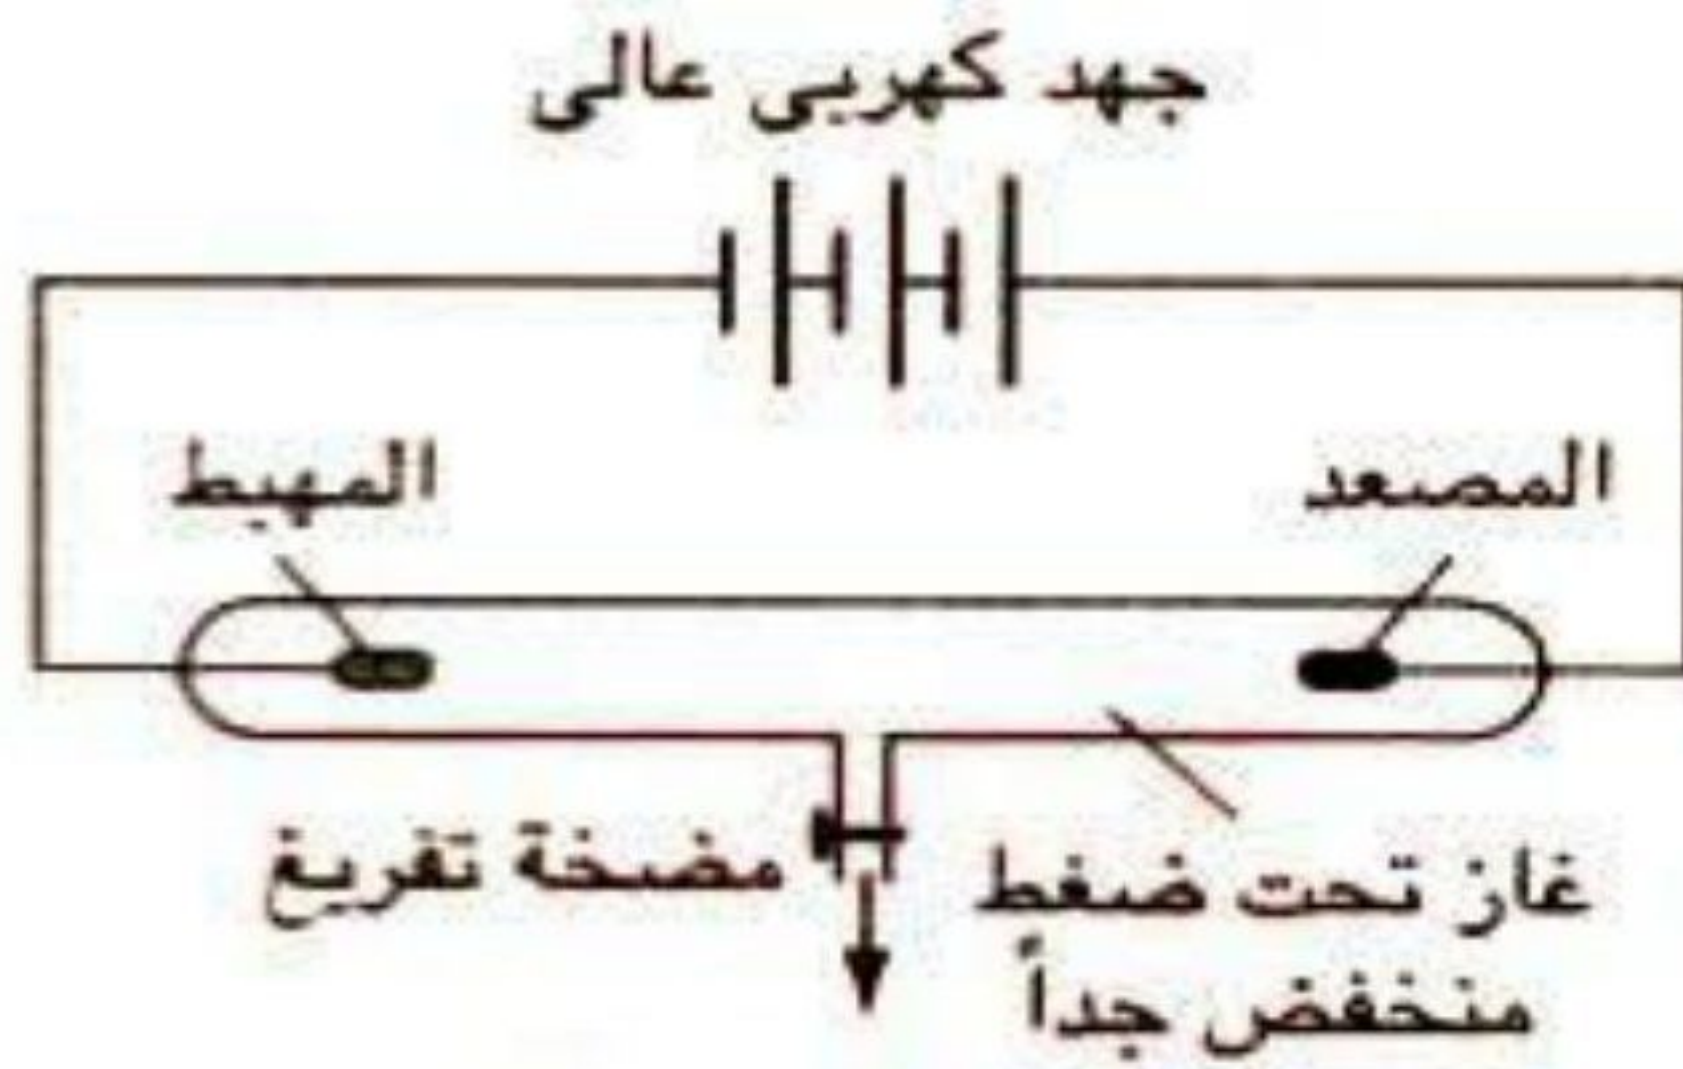 جهد كهربى عالى
المصعد
المهبط
غاز تحت ضغط
منخفض جداً
مضخة تفريغ